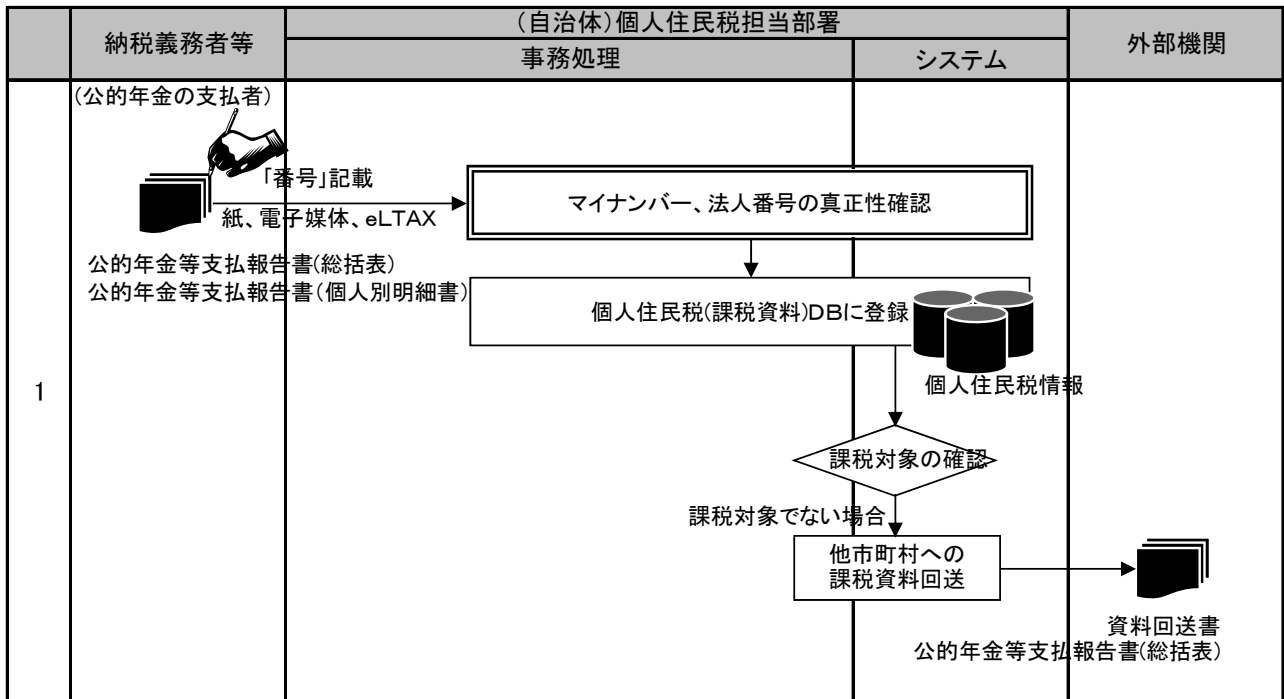 納税義務者等
(自治体)個人住民税担当部署
事務処理
システム
外部機関
1
(公的年金の支払者)
「番号」記載
紙、電子媒体、eLTAX
公的年金等支払報告書(総括表)
公的年金等支払報告書(個人別明細書)
マイナンバー、法人番号の真正性確認
個人住民税(課税資料)DBに登録
個人住民税情報
課税対象の確認
課税対象でない場合
他市町村への
課税資料回送
資料回送書
公的年金等支払報告書(総括表)